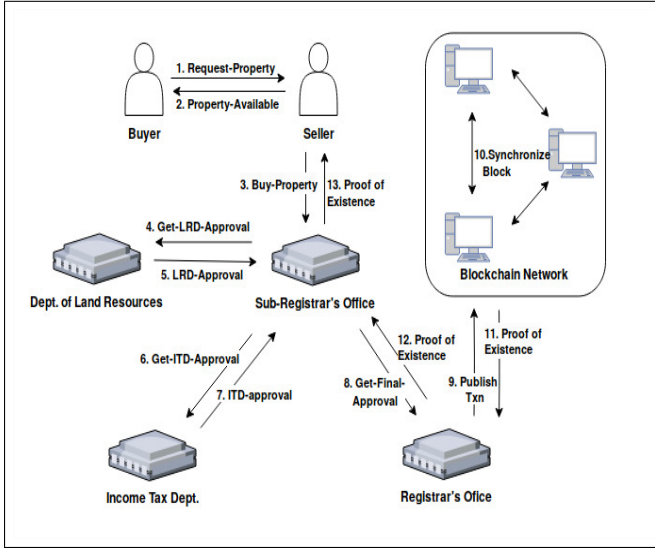 1. Request-Property
2. Property-Available
Buyer
Seller
10.Synchronize
Block
3. Buy-Property
13. Proof of
Existence
4. Get-LRD-Approval
5. LRD-Approval
Dept. of Land Resources
Sub-Registrar's Office
Blockchain Network
6. Get-ITD-Approval
7. ITD-approval
12. Proof of
Existence
8. Get-Final-
Approval
9. Publish
Txn
11. Proof of
Existence
Income Tax Dept.
Registrar's Ofice